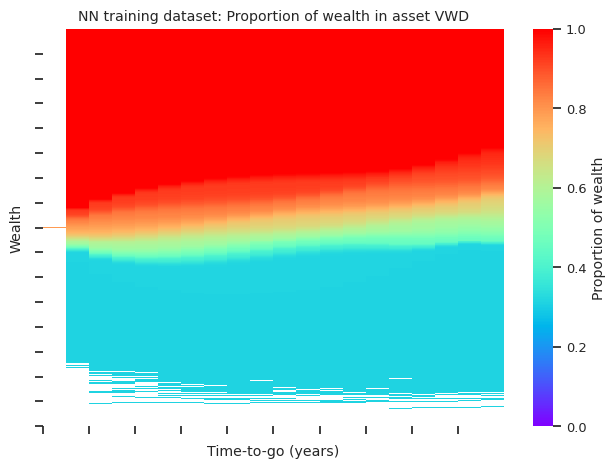 NN training dataset: Proportion of wealth in asset VWD
1.0
0.8
0.6
0.4
0.2
0.0
Proportion of wealth
Wealth
Time-to-go (years)